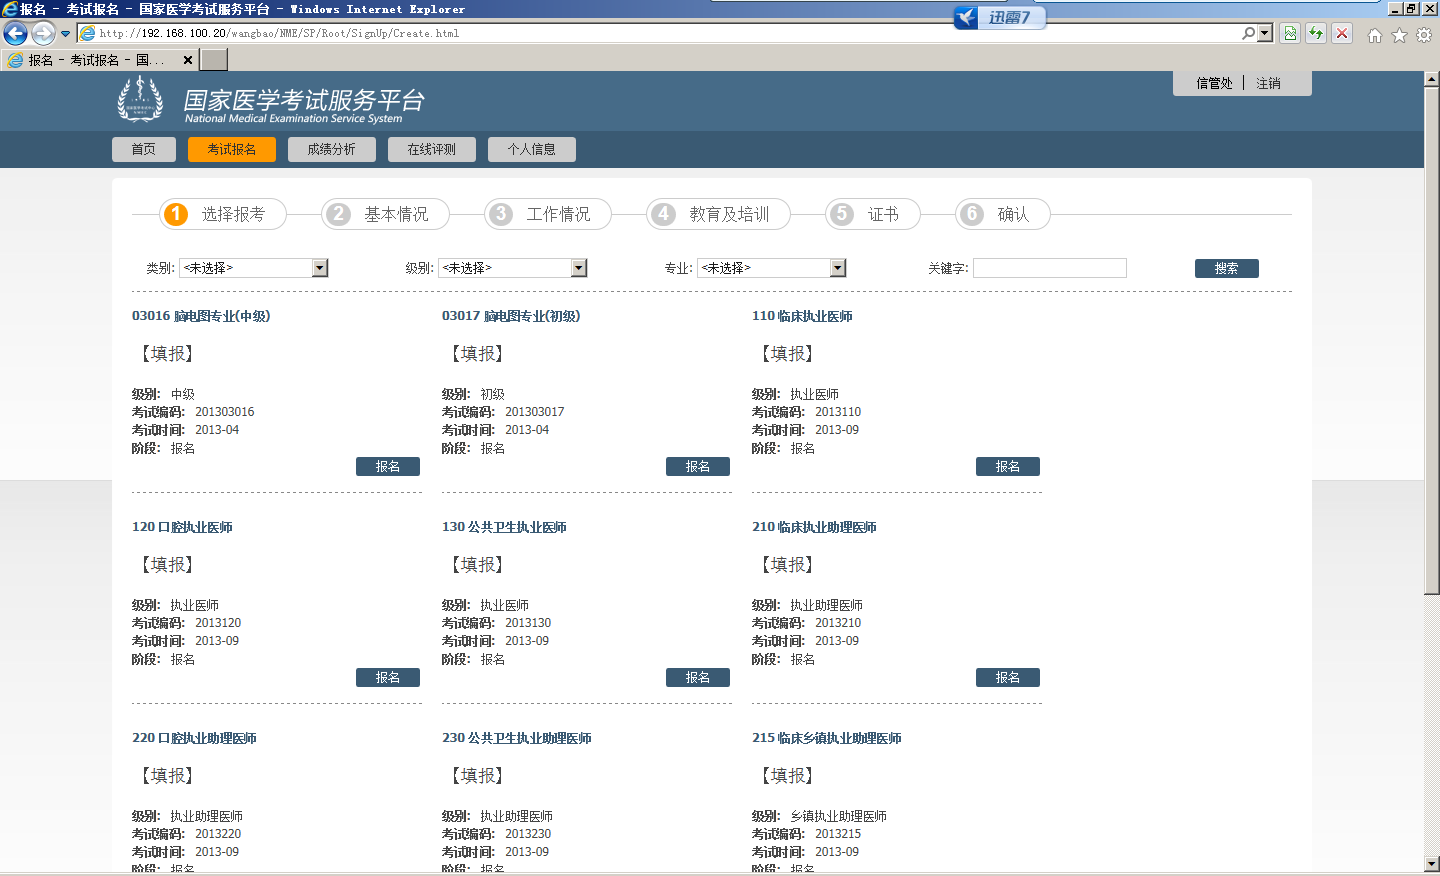 报名 - 考试报名 - 国家医学考试服务平台 - Windows Internet Explorer
迅雷7
http://192.168.100.20/wangbao/NME/SP/Root/SignUp/Create.html
报名 - 考试报名 - 国...
信管处 | 注销
国家医学考试服务平台
National Medical Examination Service System
首页 考试报名 成绩分析 在线评测 个人信息
1 选择报考 2 基本情况 3 工作情况 4 教育及培训 5 证书 6 确认
类别: <未选择> 级别: <未选择> 专业: <未选择> 关键字: 搜索
03016 脑电图专业(中级) 03017 脑电图专业(初级) 110 临床执业医师
【填报】 【填报】 【填报】
级别: 中级 级别: 初级 级别: 执业医师
考试编码: 201303016 考试编码: 201303017 考试编码: 2013110
考试时间: 2013-04 考试时间: 2013-04 考试时间: 2013-09
阶段: 报名 阶段: 报名 阶段: 报名
报名 报名 报名
120 口腔执业医师 130 公共卫生执业医师 210 临床执业助理医师
【填报】 【填报】 【填报】
级别: 执业医师 级别: 执业医师 级别: 执业助理医师
考试编码: 2013120 考试编码: 2013130 考试编码: 2013210
考试时间: 2013-09 考试时间: 2013-09 考试时间: 2013-09
阶段: 报名 阶段: 报名 阶段: 报名
报名 报名 报名
220 口腔执业助理医师 230 公共卫生执业助理医师 215 临床乡镇执业助理医师
【填报】 【填报】 【填报】
级别: 执业助理医师 级别: 执业助理医师 级别: 乡镇执业助理医师
考试编码: 2013220 考试编码: 2013230 考试编码: 2013215
考试时间: 2013-09 考试时间: 2013-09 考试时间: 2013-09
阶段: 报名 阶段: 报名 阶段: 报名